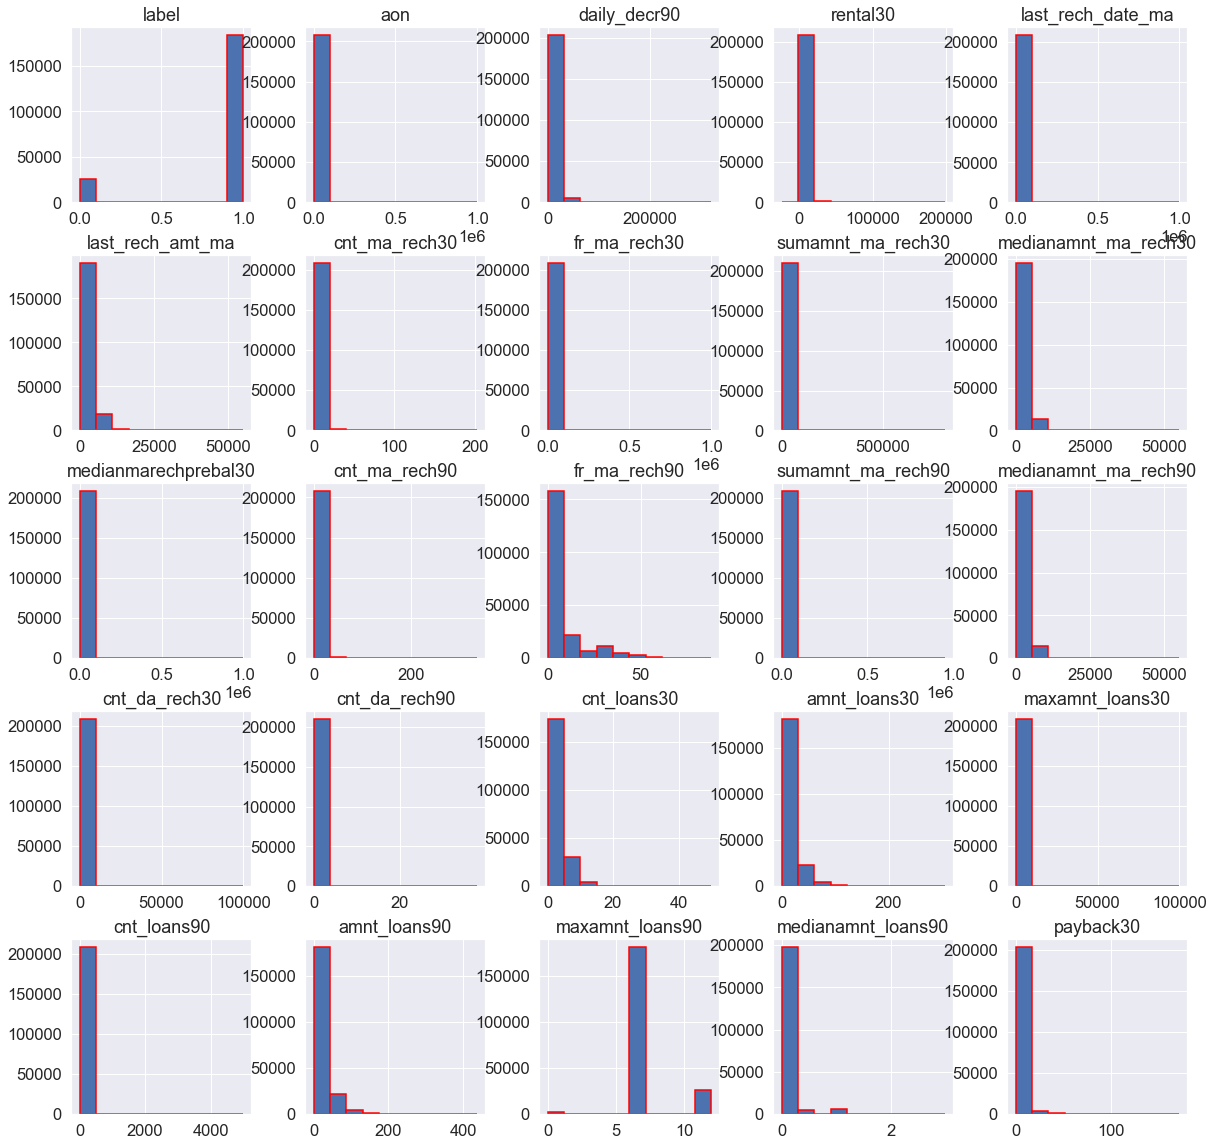 label aon daily_decr90 rental30 last_rech_date_ma
200000 200000 200000 200000
150000 150000 150000 150000 150000
100000 100000 100000 100000 100000
50000 50000 50000 50000 50000
0 0 0 0 0
0.0 0.5 1.0 0.0 0.5 1.0 0 200000 0 100000 200000 0.0 0.5 1.0
1e6 1e6
last_rech_amt_ma cnt_ma_rech30 fr_ma_rech30 sumamnt_ma_rech30 medianamnt_ma_rech30
200000 200000 200000 200000
150000 150000 150000 150000 150000
100000 100000 100000 100000 100000
50000 50000 50000 50000 50000
0 0 0 0 0
0 25000 50000 0 100 200 0.0 0.5 1.0 0 500000 0 25000 50000
1e6
medianmarechprebal30 cnt_ma_rech90 fr_ma_rech90 sumamnt_ma_rech90 medianamnt_ma_rech90
200000 200000 200000 200000
150000 150000 150000 150000 150000
100000 100000 100000 100000 100000
50000 50000 50000 50000 50000
0 0 0 0 0
0.0 0.5 1.0 0 200 0 50 0.0 0.5 1.0 0 25000 50000
1e6 1e6
cnt_da_rech30 cnt_da_rech90 cnt_loans30 amnt_loans30 maxamnt_loans30
200000 200000 200000
150000 150000 150000 150000 150000
100000 100000 100000 100000 100000
50000 50000 50000 50000 50000
0 0 0 0 0
0 50000 100000 0 20 0 20 40 0 200 0 50000 100000
cnt_loans90 amnt_loans90 maxamnt_loans90 medianamnt_loans90 payback30
200000 200000 200000
150000 150000 150000 150000 150000
100000 100000 100000 100000 100000
50000 50000 50000 50000 50000
0 0 0 0 0
0 2000 4000 0 200 400 0 5 10 0 2 0 100